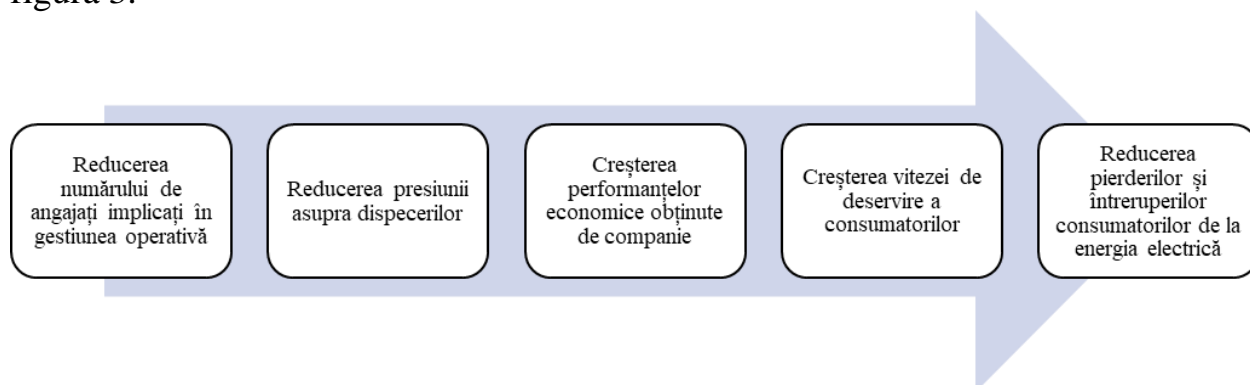 figura 3.
Reducerea
numărului de
angajați implicați în
gestiunea operativă
Reducerea presiunii
asupra dispecerilor
Creșterea
performanțelor
economice obținute
de companie
Creșterea vitezei de
deservire a
consumatorilor
Reducerea
pierderilor și
întreruperilor
consumatorilor de la
energia electrică